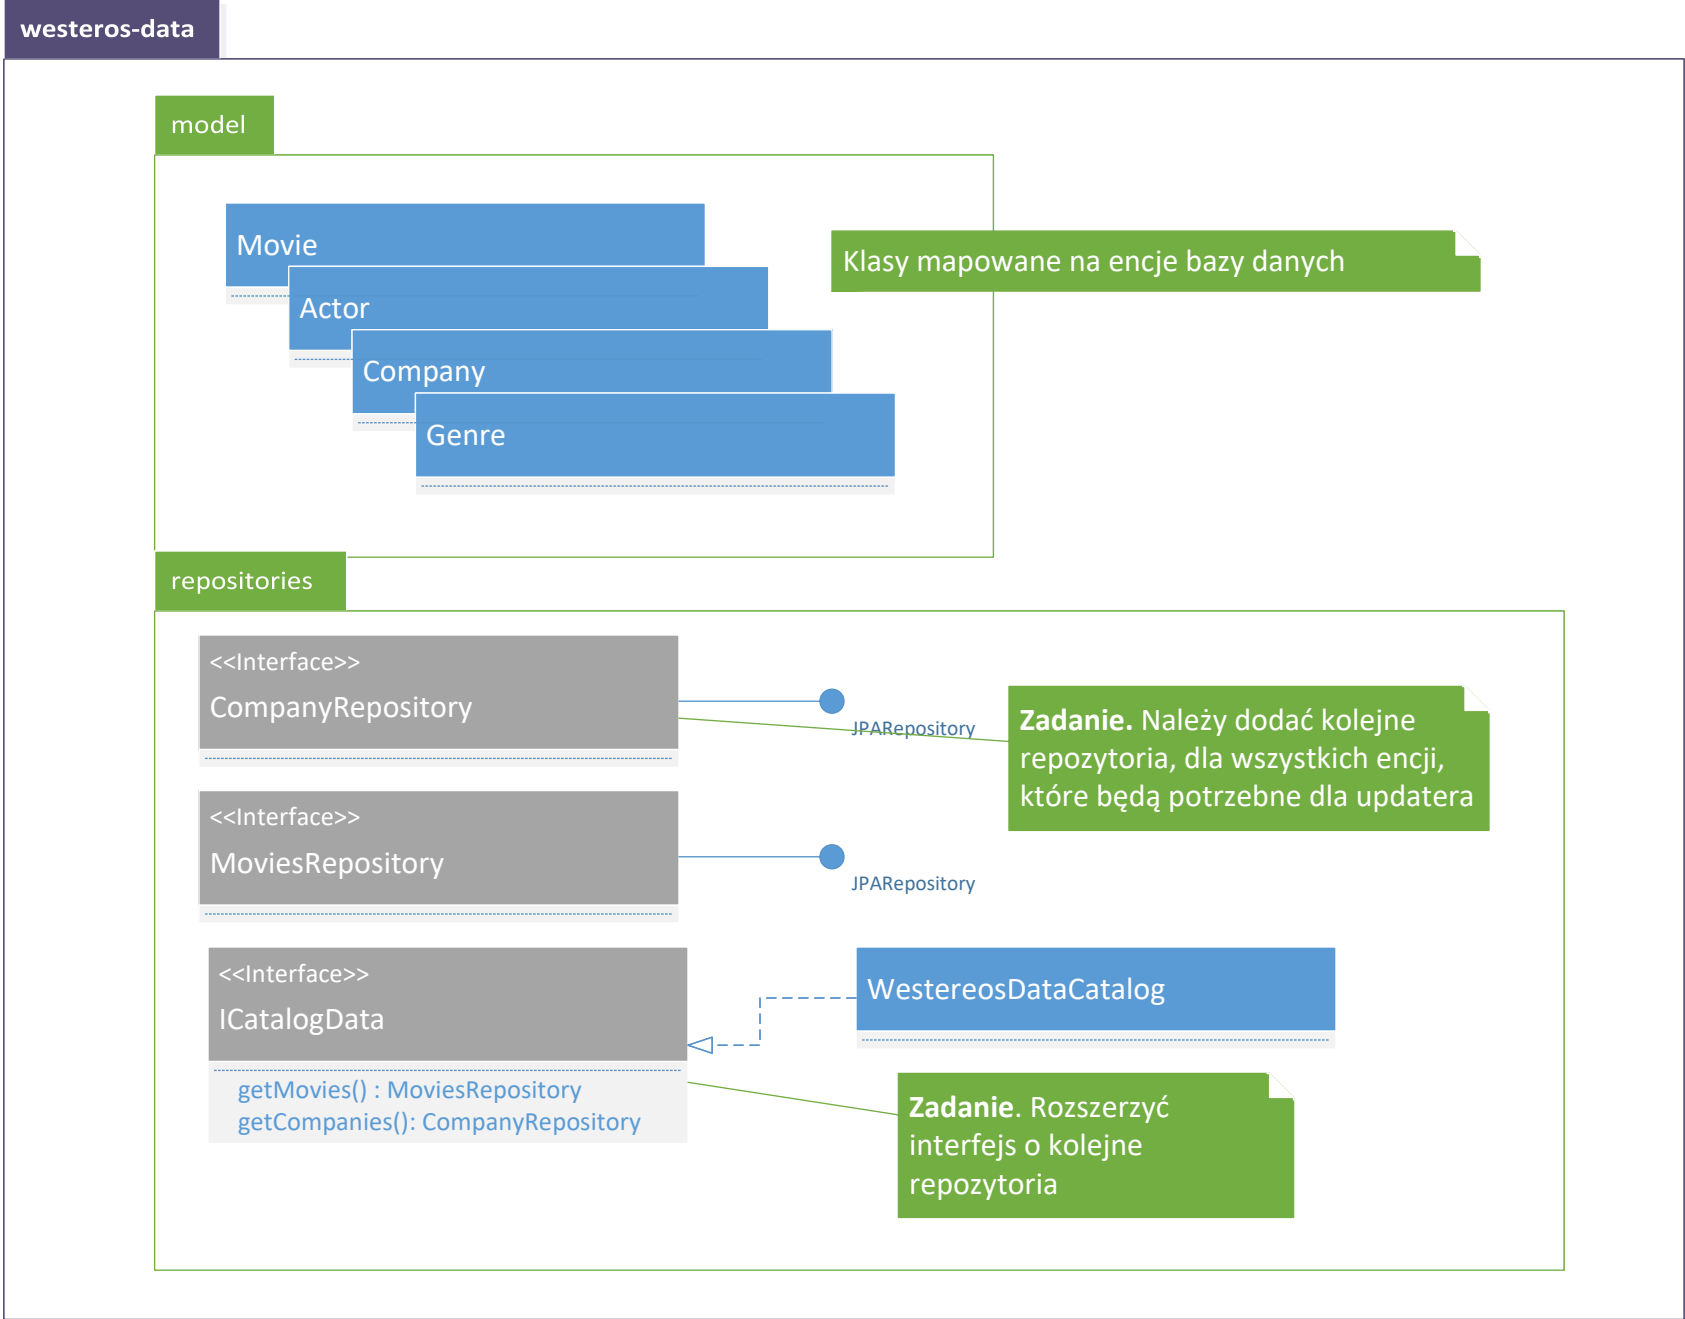 westeros-data
model
Movie
Actor
Company
Genre
Klasy mapowane na encje bazy danych
repositories
<<Interface>>
CompanyRepository
JPARepository
Zadanie. Należy dodać kolejne
repozytoria, dla wszystkich encji,
które będą potrzebne dla updatera
<<Interface>>
MoviesRepository
JPARepository
<<Interface>>
ICatalogData
getMovies() : MoviesRepository
getCompanies(): CompanyRepository
WestereosDataCatalog
Zadanie. Rozszerzyć
interfejs o kolejne
repozytoria